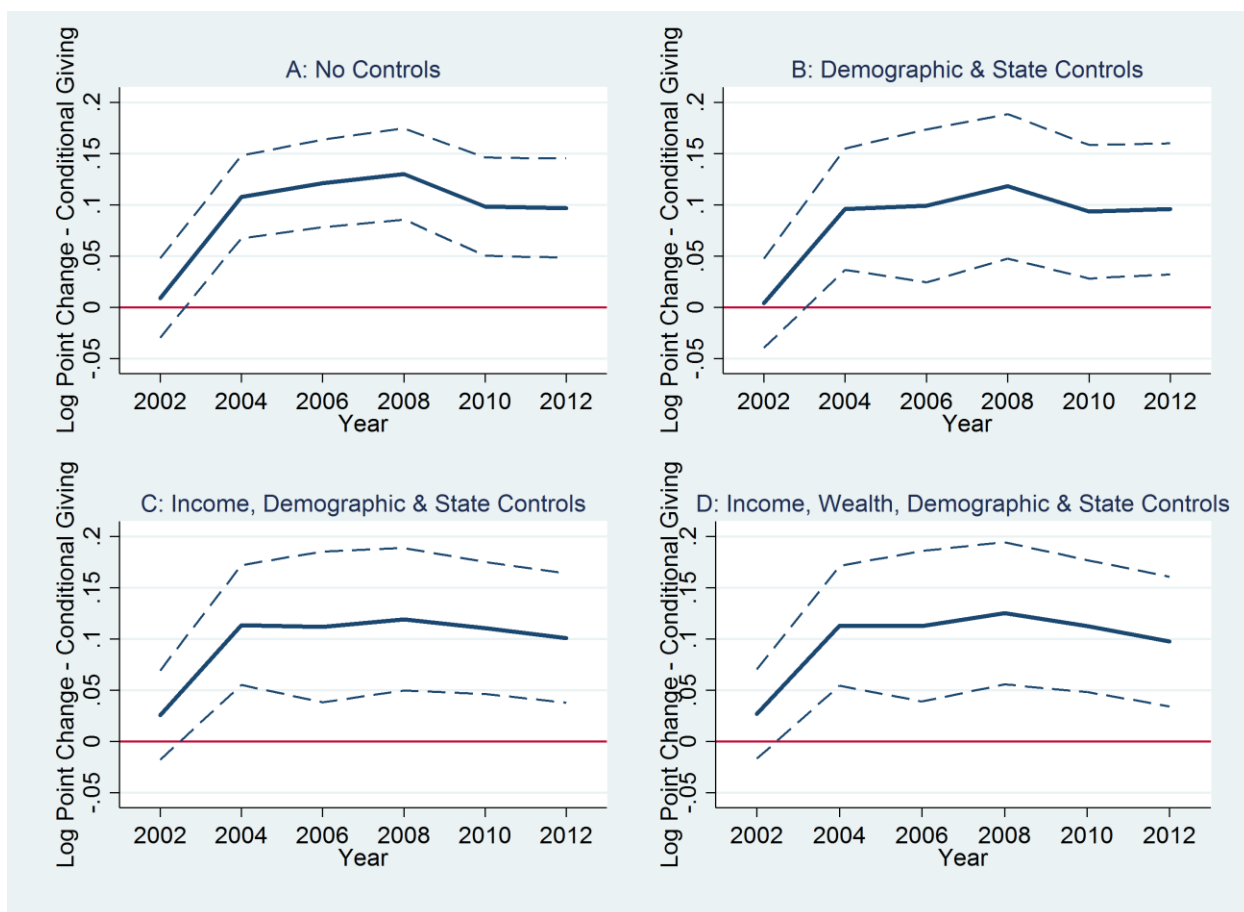 A: No Controls
Log Point Change - Conditional Giving
.2
.15
.1
.05
0
-.05
2002 2004 2006 2008 2010 2012
Year
B: Demographic & State Controls
Log Point Change - Conditional Giving
.2
.15
.1
.05
0
-.05
2002 2004 2006 2008 2010 2012
Year
C: Income, Demographic & State Controls
Log Point Change - Conditional Giving
.2
.15
.1
.05
0
-.05
2002 2004 2006 2008 2010 2012
Year
D: Income, Wealth, Demographic & State Controls
Log Point Change - Conditional Giving
.2
.15
.1
.05
0
-.05
2002 2004 2006 2008 2010 2012
Year